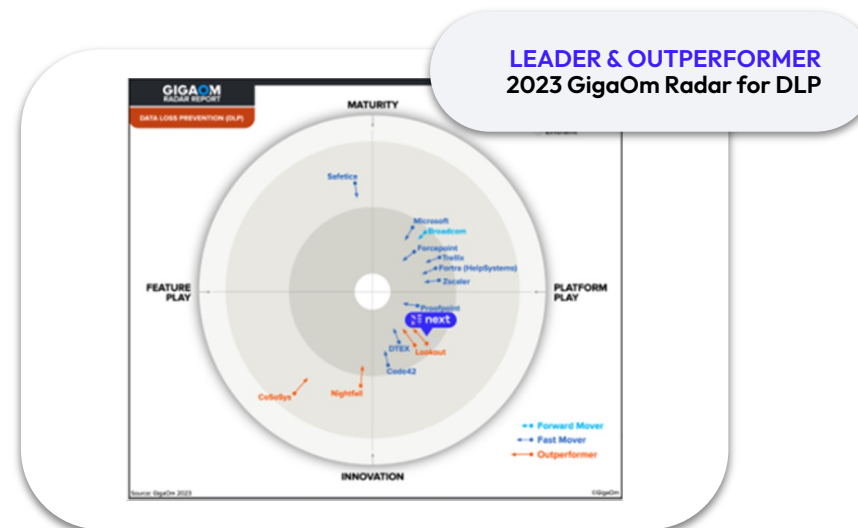 LEADER & OUTPERFORMER
2023 GigaOm Radar for DLP
GIGAOM
RADAR REPORT
DATA LOSS PREVENTION (DLP)
MATURITY
Safetica
Microsoft
Broadcom
Forcepoint
Trellix
Fortra (HelpSystems)
Zscaler
FEATURE
PLAY
PLATFORM
PLAY
Proofpoint
next
DTEX
Lookout
Code42
Nightfall
CoSoSys
Forward Mover
Fast Mover
Outperformer
INNOVATION
Source: GigaOm 2023
©GigaOm